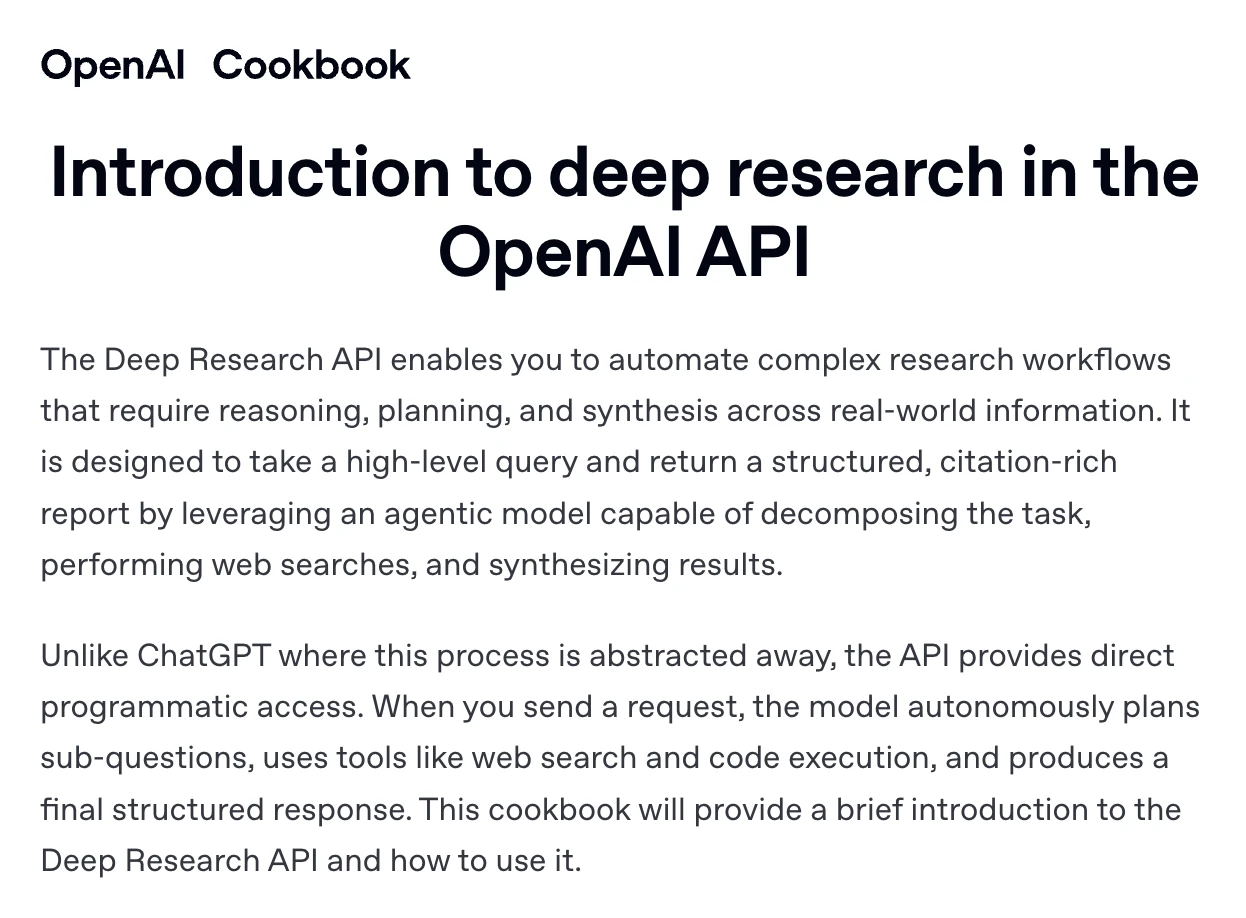 OpenAI Cookbook
Introduction to deep research in the
OpenAI API
The Deep Research API enables you to automate complex research workflows
that require reasoning, planning, and synthesis across real-world information. It
is designed to take a high-level query and return a structured, citation-rich
report by leveraging an agentic model capable of decomposing the task,
performing web searches, and synthesizing results.
Unlike ChatGPT where this process is abstracted away, the API provides direct
programmatic access. When you send a request, the model autonomously plans
sub-questions, uses tools like web search and code execution, and produces a
final structured response. This cookbook will provide a brief introduction to the
Deep Research API and how to use it.